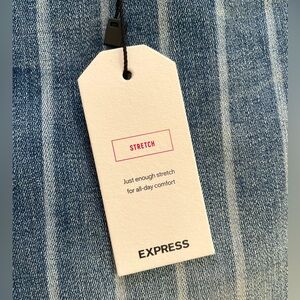 STRETCH
Just enough stretch
for all-day comfort
EXPRESS